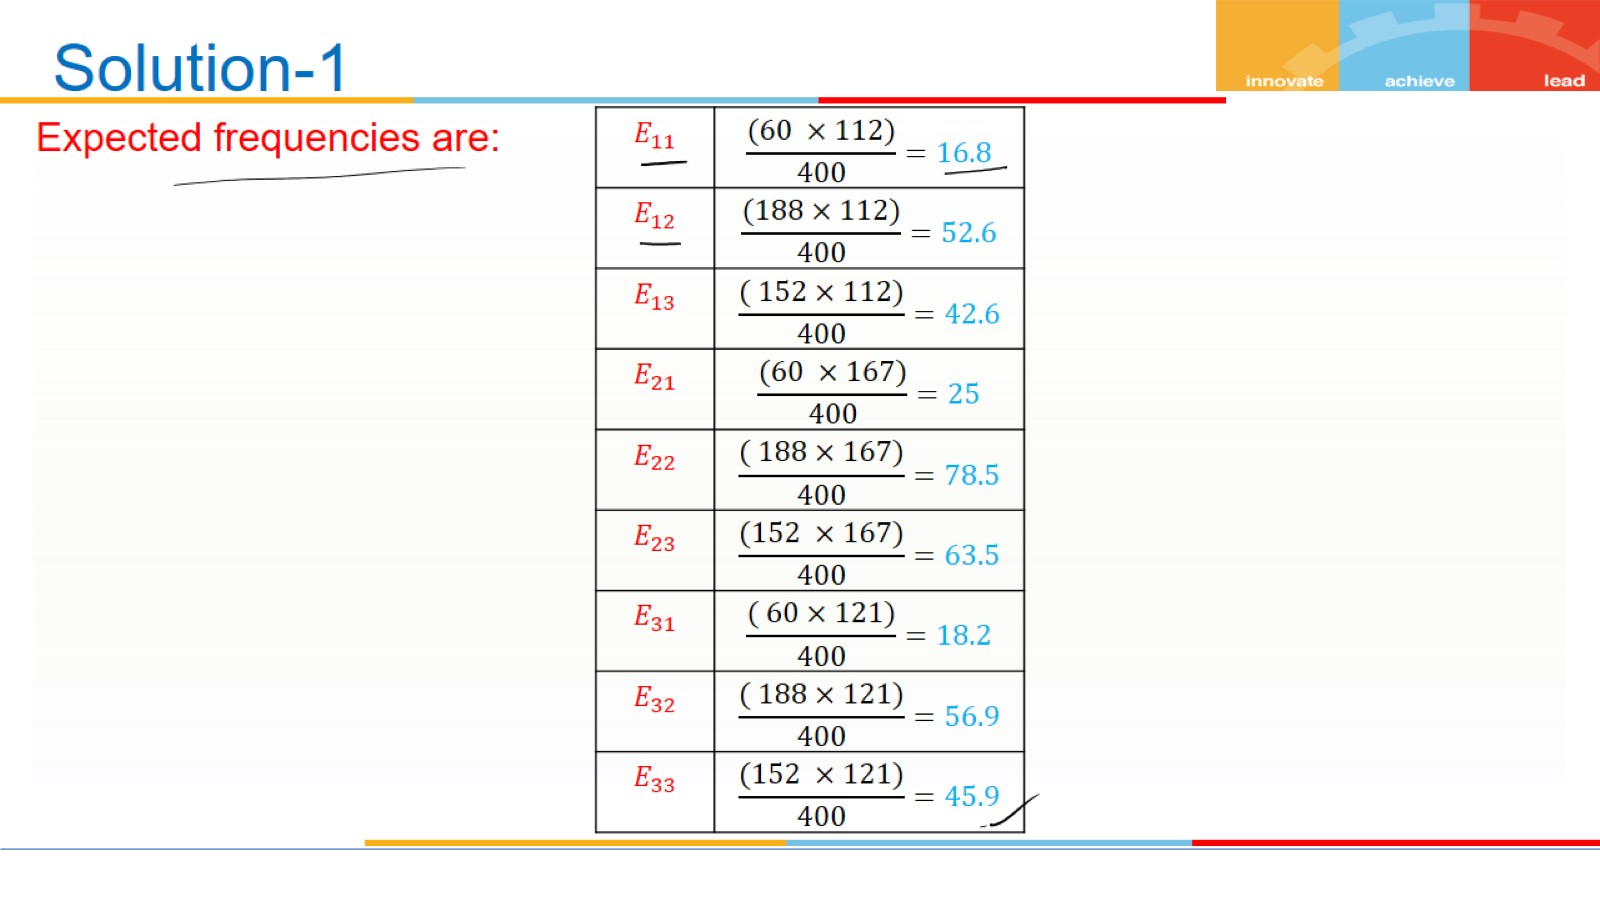 Solution-1
innovate achieve lead
Expected frequencies are:
E₁₁ (60 × 112)/400 = 16.8
E₁₂ (188 × 112)/400 = 52.6
E₁₃ ( 152 × 112)/400 = 42.6
E₂₁ (60 × 167)/400 = 25
E₂₂ ( 188 × 167)/400 = 78.5
E₂₃ (152 × 167)/400 = 63.5
E₃₁ ( 60 × 121)/400 = 18.2
E₃₂ ( 188 × 121)/400 = 56.9
E₃₃ (152 × 121)/400 = 45.9